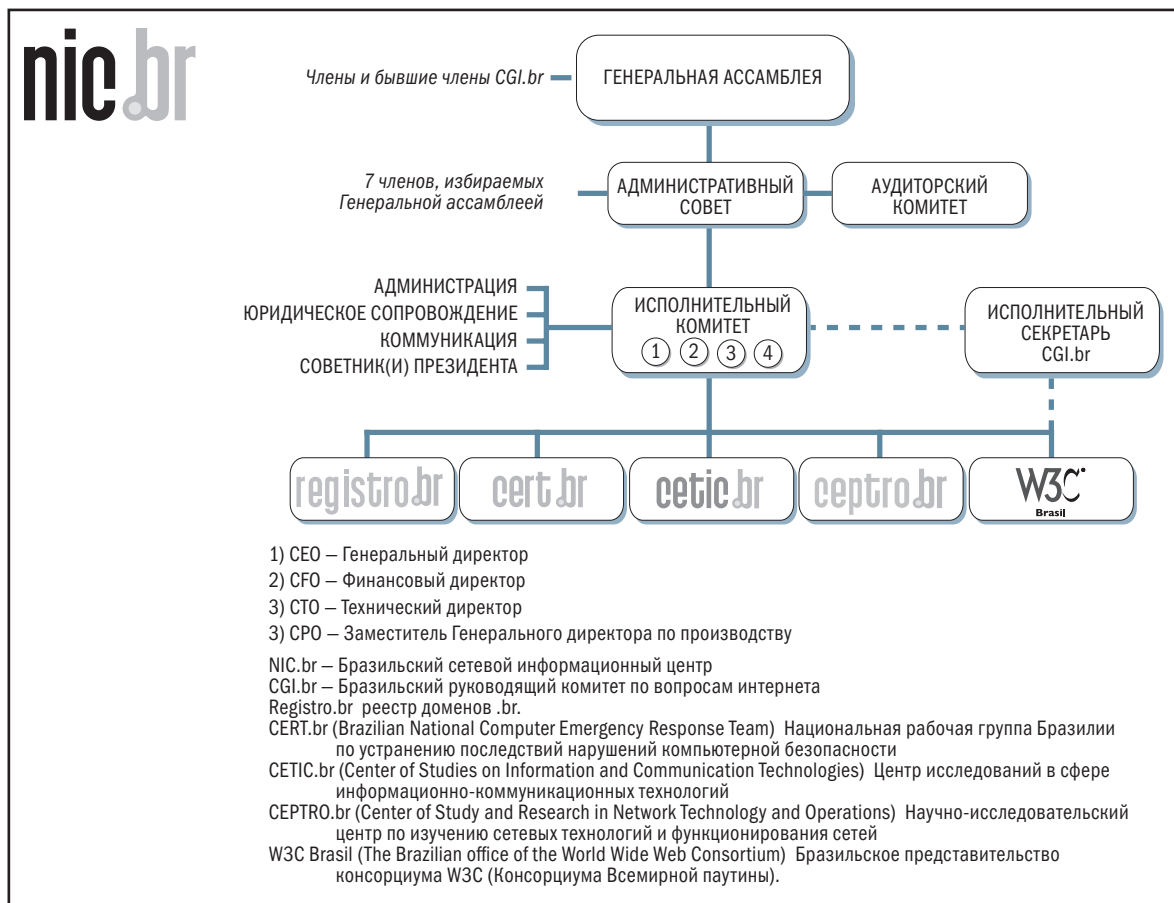 nic.br
Члены и бывшие члены CGI.br
ГЕНЕРАЛЬНАЯ АССАМБЛЕЯ
7 членов, избираемых
Генеральной ассамблеей
АДМИНИСТРАТИВНЫЙ
СОВЕТ
АУДИТОРСКИЙ
КОМИТЕТ
АДМИНИСТРАЦИЯ
ЮРИДИЧЕСКОЕ СОПРОВОЖДЕНИЕ
КОММУНИКАЦИЯ
СОВЕТНИК(И) ПРЕЗИДЕНТА
ИСПОЛНИТЕЛЬНЫЙ
КОМИТЕТ
1 2 3 4
ИСПОЛНИТЕЛЬНЫЙ
СЕКРЕТАРЬ
CGI.br
registro.br
cert.br
cetic.br
ceptro.br
W3C
Brasil
1) CEO — Генеральный директор
2) CFO — Финансовый директор
3) CTO — Технический директор
3) CPO — Заместитель Генерального директора по производству
NIC.br — Бразильский сетевой информационный центр
CGI.br — Бразильский руководящий комитет по вопросам интернета
Registro.br реестр доменов .br.
CERT.br (Brazilian National Computer Emergency Response Team) Национальная рабочая группа Бразилии
по устранению последствий нарушений компьютерной безопасности
CETIC.br (Center of Studies on Information and Communication Technologies) Центр исследований в сфере
информационно-коммуникационных технологий
CEPTRO.br (Center of Study and Research in Network Technology and Operations) Научно-исследовательский
центр по изучению сетевых технологий и функционирования сетей
W3C Brasil (The Brazilian office of the World Wide Web Consortium) Бразильское представительство
консорциума W3C (Консорциума Всемирной паутины).